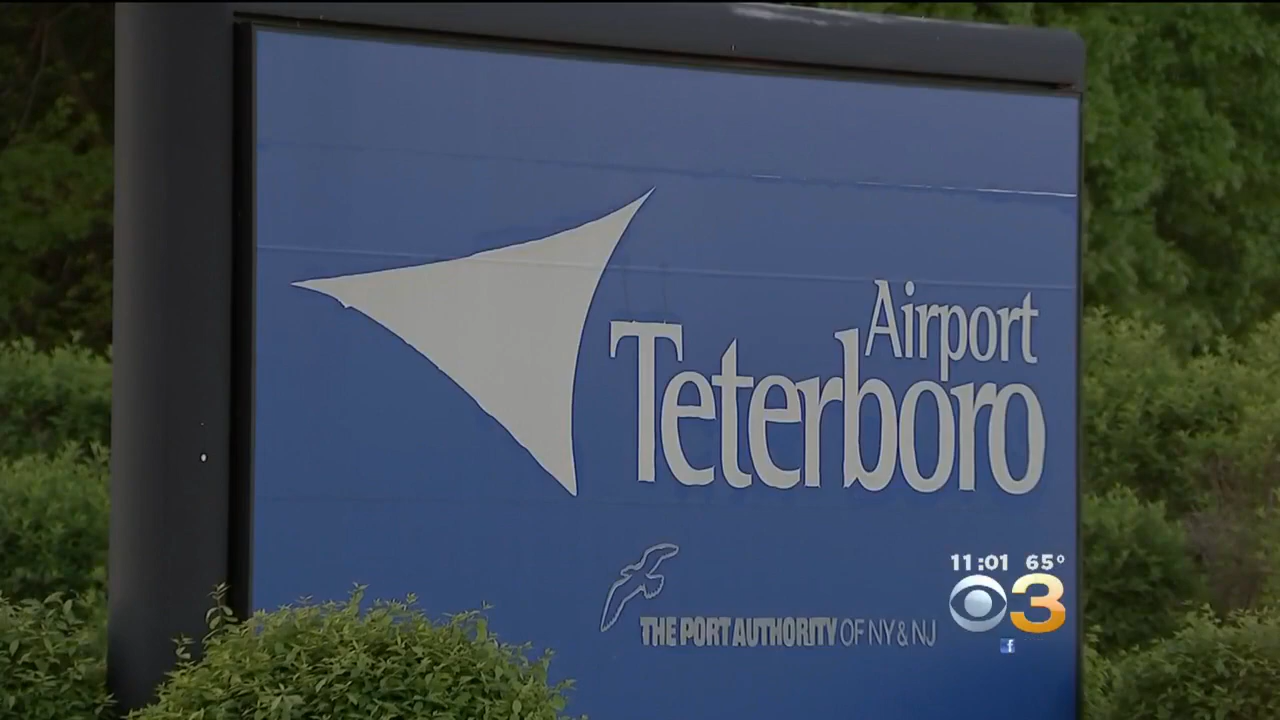 Airport
Teterboro
THE PORT AUTHORITY OF NY & NJ
11:01 65°
3
f